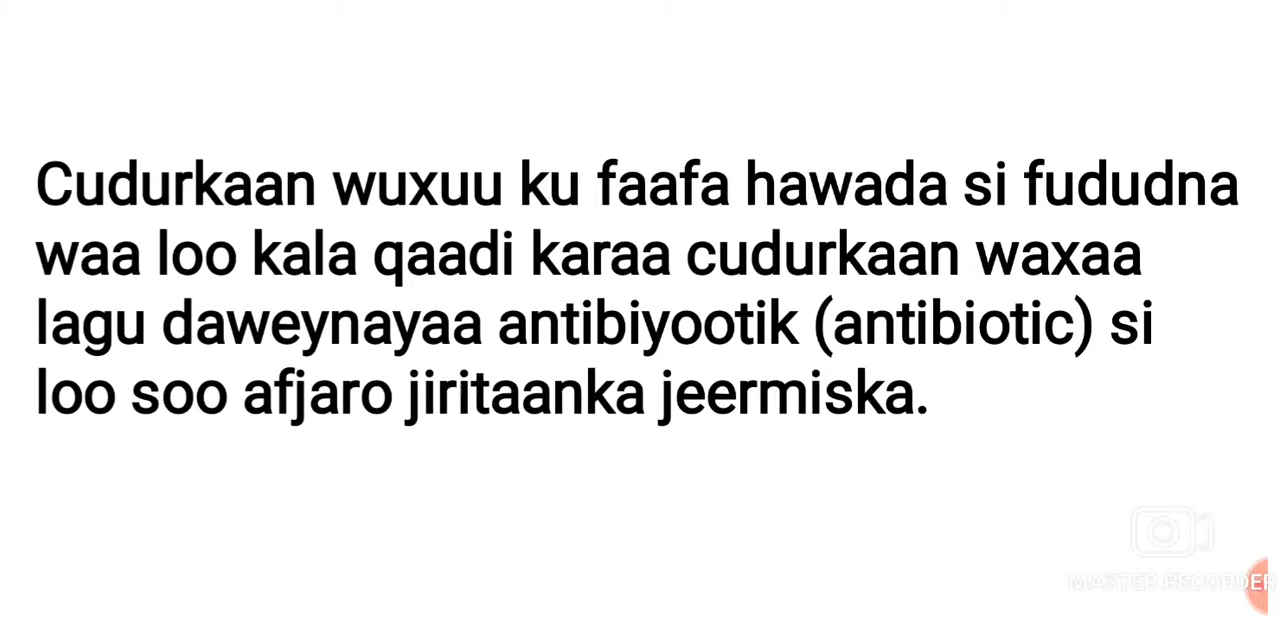 Cudurkaan wuxuu ku faafa hawada si fududna
waa loo kala qaadi karaa cudurkaan waxaa
lagu daweynayaa antibiyootik (antibiotic) si
loo soo afjaro jiritaanka jeermiska.
MASTER RECORDER